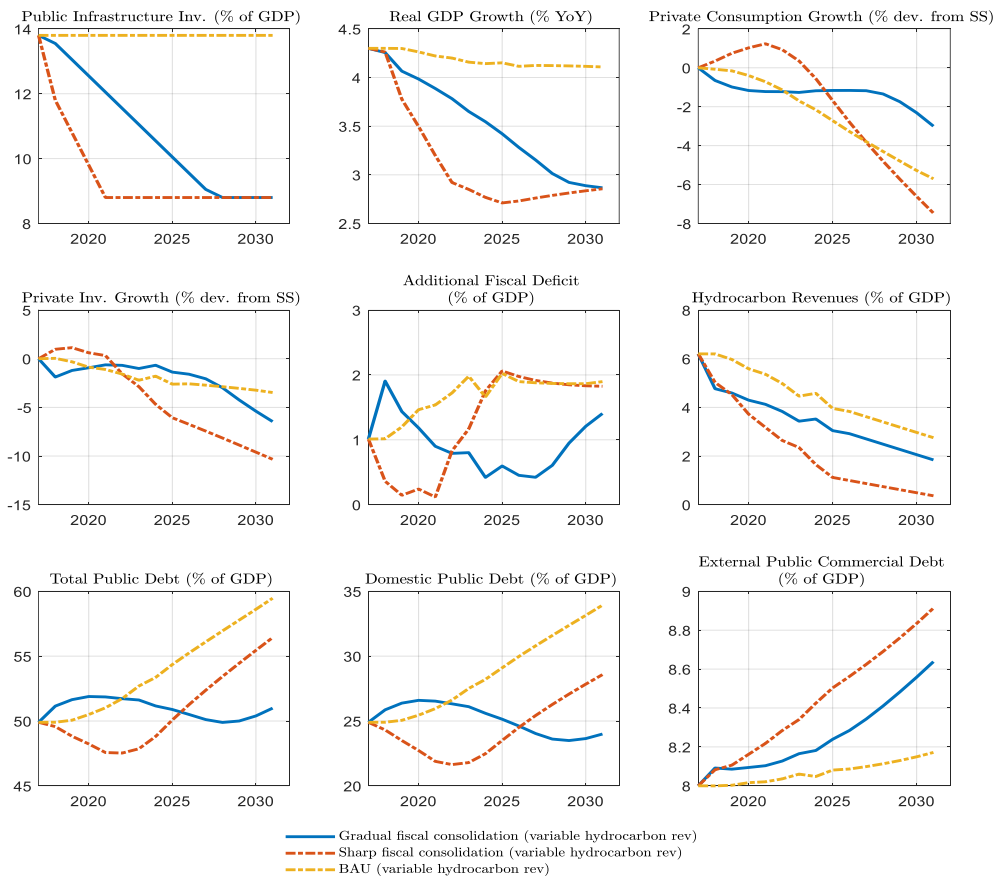 Public Infrastructure Inv. (% of GDP)
14
12
10
8
2020 2025 2030
Real GDP Growth (% YoY)
4.5
4
3.5
3
2.5
2020 2025 2030
Private Consumption Growth (% dev. from SS)
2
0
-2
-4
-6
-8
2020 2025 2030
Private Inv. Growth (% dev. from SS)
5
0
-5
-10
-15
2020 2025 2030
Additional Fiscal Deficit
(% of GDP)
3
2
1
0
2020 2025 2030
Hydrocarbon Revenues (% of GDP)
8
6
4
2
0
2020 2025 2030
Total Public Debt (% of GDP)
60
55
50
45
2020 2025 2030
Domestic Public Debt (% of GDP)
35
30
25
20
2020 2025 2030
External Public Commercial Debt
(% of GDP)
9
8.8
8.6
8.4
8.2
8
2020 2025 2030
Gradual fiscal consolidation (variable hydrocarbon rev)
Sharp fiscal consolidation (variable hydrocarbon rev)
BAU (variable hydrocarbon rev)